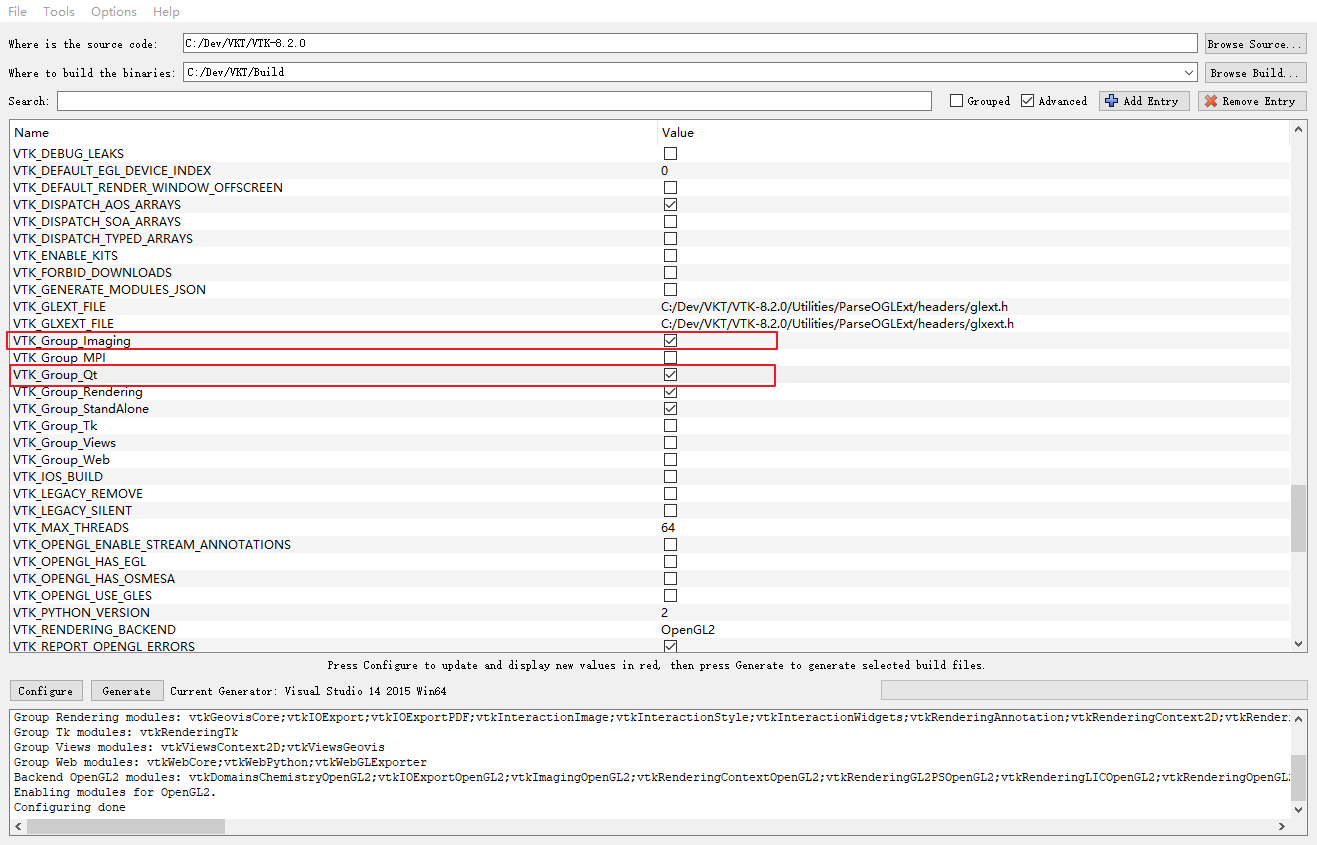 File Tools Options Help
Where is the source code: C:/Dev/VKT/VTK-8.2.0 Browse Source...
Where to build the binaries: C:/Dev/VKT/Build Browse Build...
Search: Grouped Advanced Add Entry Remove Entry
Name Value
VTK_DEBUG_LEAKS
VTK_DEFAULT_EGL_DEVICE_INDEX 0
VTK_DEFAULT_RENDER_WINDOW_OFFSCREEN
VTK_DISPATCH_AOS_ARRAYS
VTK_DISPATCH_SOA_ARRAYS
VTK_DISPATCH_TYPED_ARRAYS
VTK_ENABLE_KITS
VTK_FORBID_DOWNLOADS
VTK_GENERATE_MODULES_JSON
VTK_GLEXT_FILE C:/Dev/VKT/VTK-8.2.0/Utilities/ParseOGLExt/headers/glext.h
VTK_GLXEXT_FILE C:/Dev/VKT/VTK-8.2.0/Utilities/ParseOGLExt/headers/glxext.h
VTK_Group_Imaging
VTK_Group_MPI
VTK_Group_Qt
VTK_Group_Rendering
VTK_Group_StandAlone
VTK_Group_Tk
VTK_Group_Views
VTK_Group_Web
VTK_IOS_BUILD
VTK_LEGACY_REMOVE
VTK_LEGACY_SILENT
VTK_MAX_THREADS 64
VTK_OPENGL_ENABLE_STREAM_ANNOTATIONS
VTK_OPENGL_HAS_EGL
VTK_OPENGL_HAS_OSMESA
VTK_OPENGL_USE_GLES
VTK_PYTHON_VERSION 2
VTK_RENDERING_BACKEND OpenGL2
VTK_REPORT_OPENGL_ERRORS
Press Configure to update and display new values in red, then press Generate to generate selected build files.
Configure Generate Current Generator: Visual Studio 14 2015 Win64
Group Rendering modules: vtkGeovisCore;vtkIOExport;vtkIOExportPDF;vtkInteractionImage;vtkInteractionStyle;vtkInteractionWidgets;vtkRenderingAnnotation;vtkRenderingContext2D;vtkRenderi
Group Tk modules: vtkRenderingTk
Group Views modules: vtkViewsContext2D;vtkViewsGeovis
Group Web modules: vtkWebCore;vtkWebPython;vtkWebGLExporter
Backend OpenGL2 modules: vtkDomainsChemistryOpenGL2;vtkIOExportOpenGL2;vtkImagingOpenGL2;vtkRenderingContextOpenGL2;vtkRenderingGL2PSOpenGL2;vtkRenderingLICOpenGL2;vtkRenderingOpenGL2
Enabling modules for OpenGL2.
Configuring done